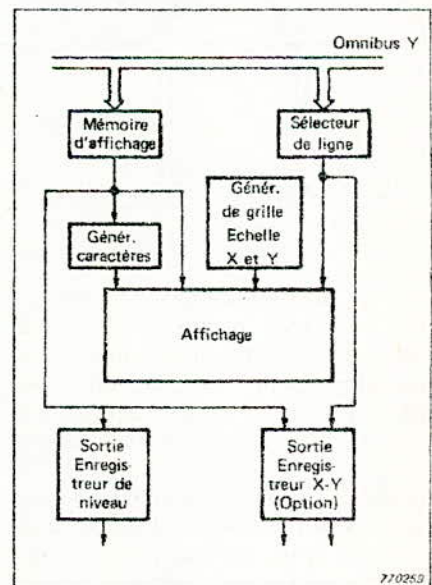 Omnibus Y
Mémoire
d'affichage
Sélecteur
de ligne
Génér.
caractères
Génér.
de grille
Echelle
X et Y
Affichage
Sortie
Enregis-
treur de
niveau
Sortie
Enregis-
treur X-Y
(Option)
770253